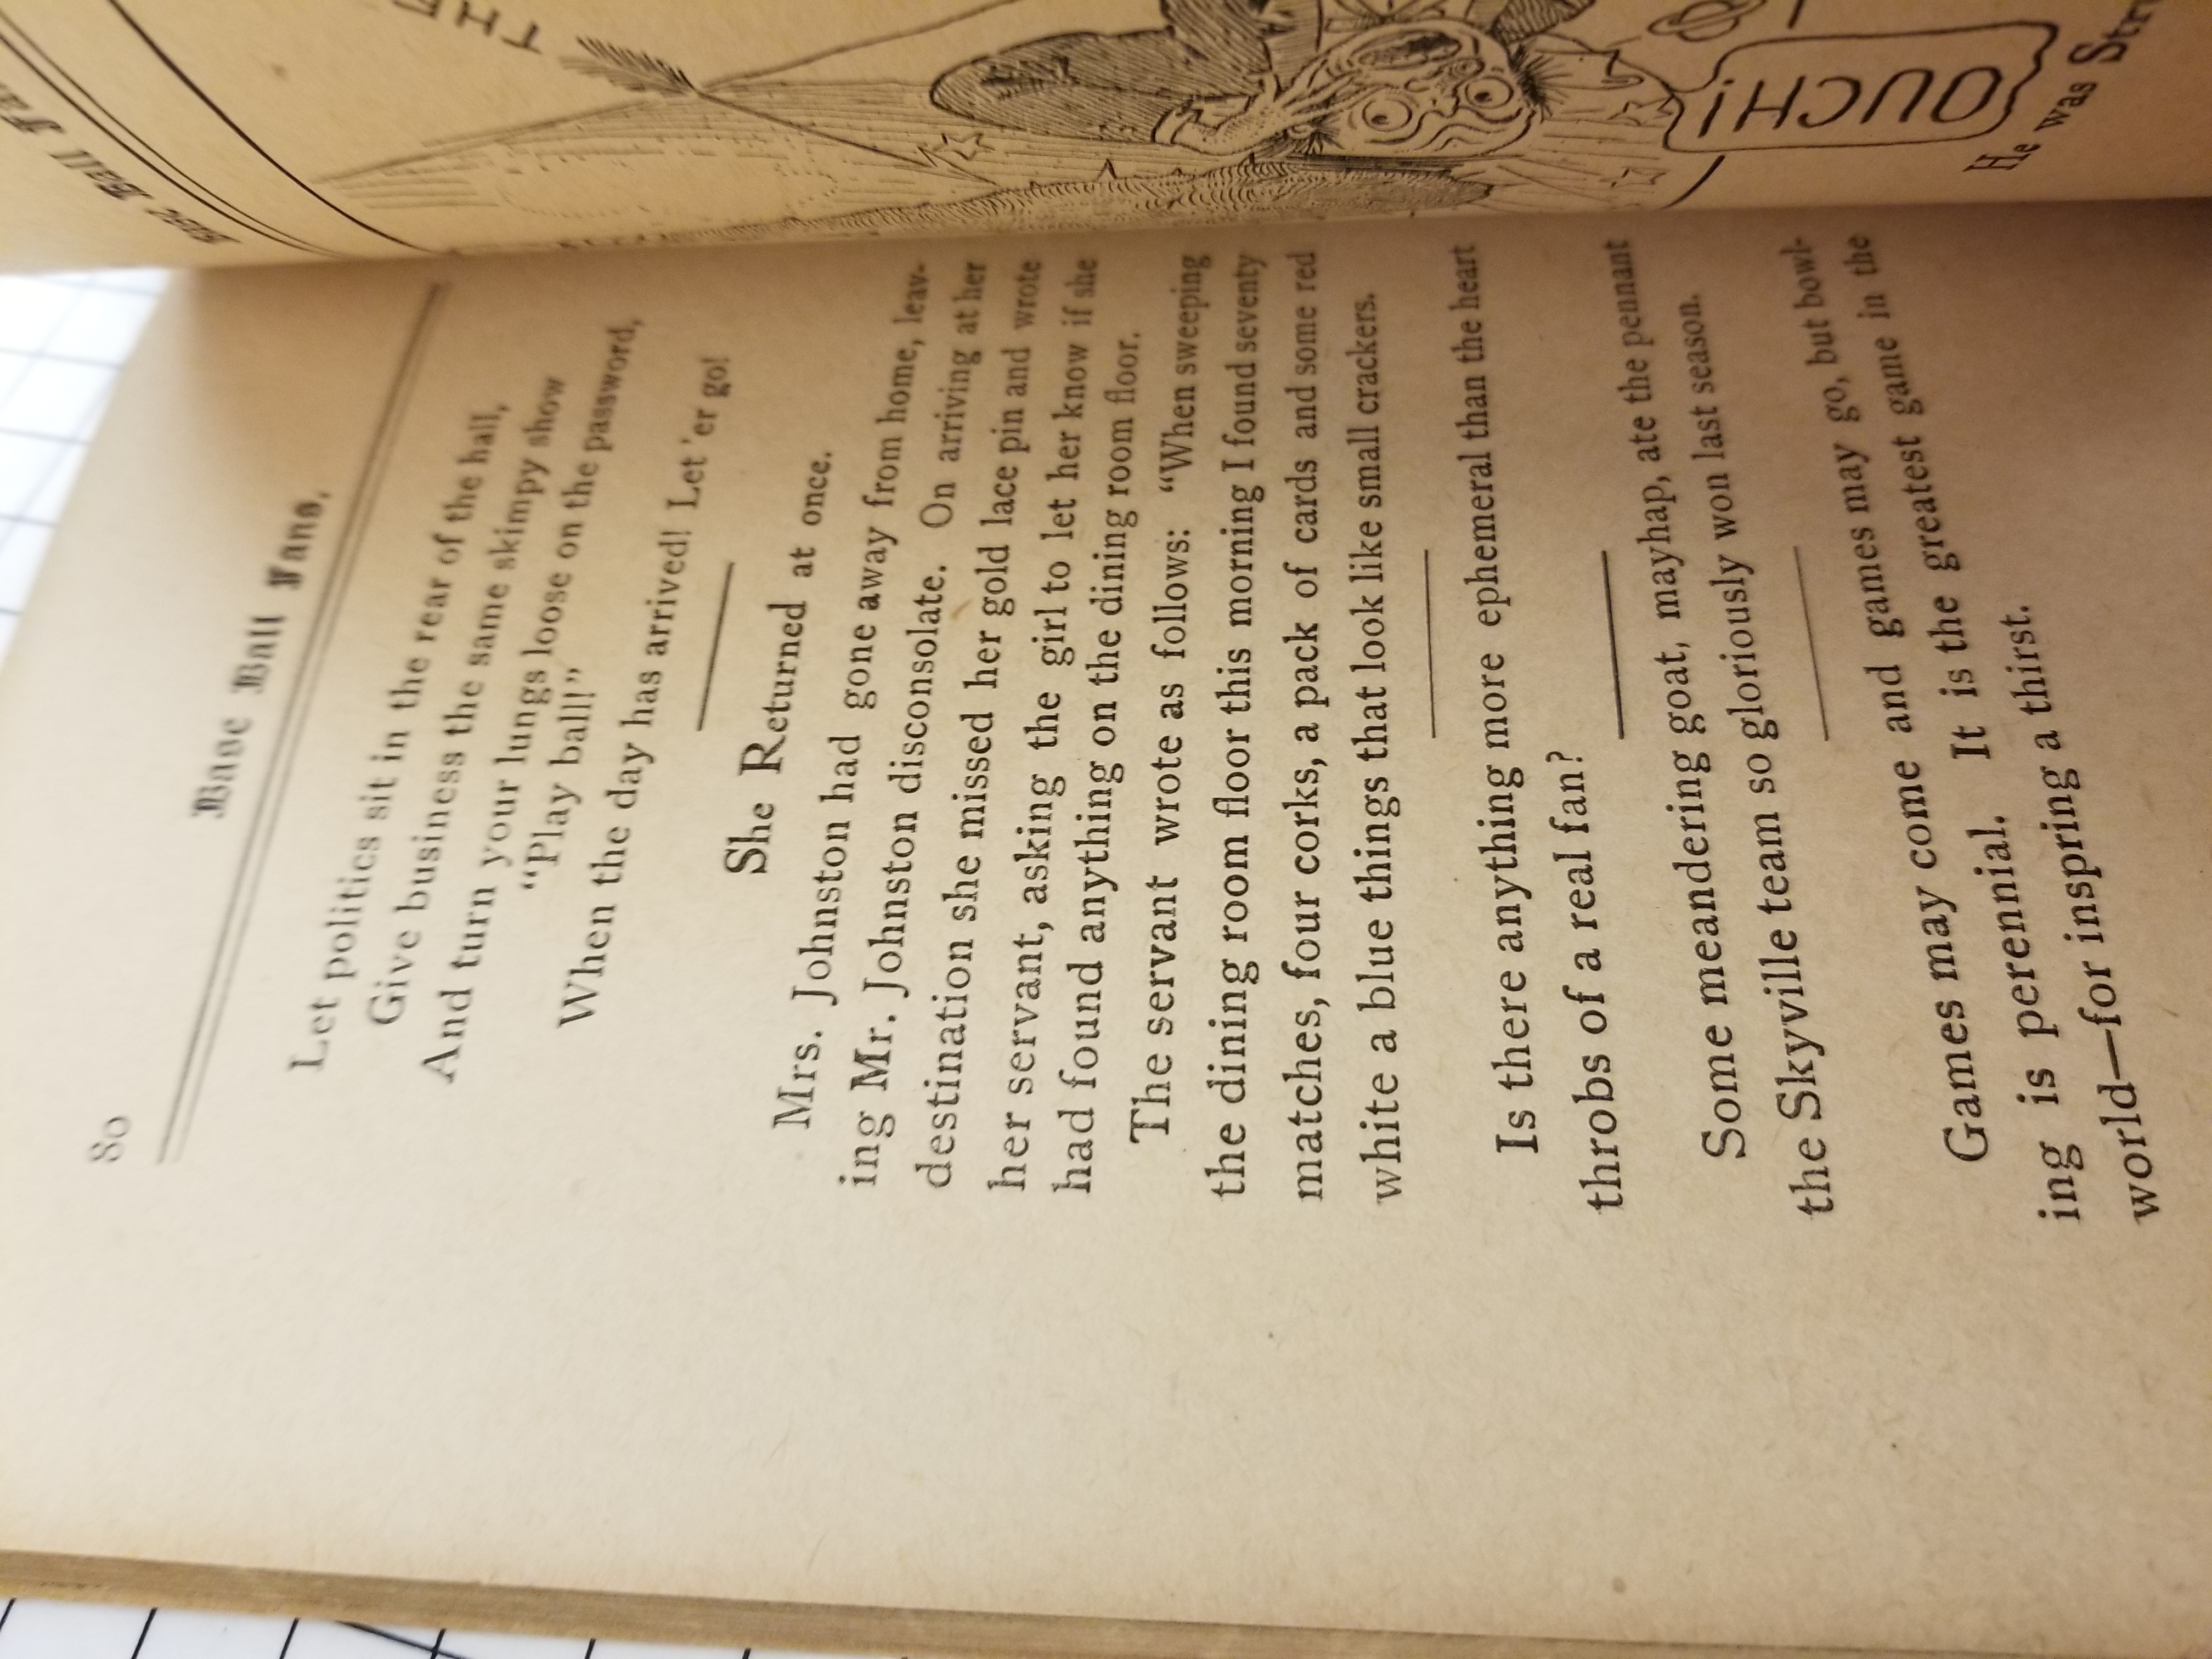 80
Base Ball Fans,
Let politics sit in the rear of the hall,
Give business the same skimpy show
And turn your lungs loose on the password,
"Play ball!"
When the day has arrived! Let 'er go!
She Returned at once.
Mrs. Johnston had gone away from home, leav-
ing Mr. Johnston disconsolate. On arriving at her
destination she missed her gold lace pin and wrote
her servant, asking the girl to let her know if she
had found anything on the dining room floor.
The servant wrote as follows: "When sweeping
the dining room floor this morning I found seventy
matches, four corks, a pack of cards and some red
white a blue things that look like small crackers.
Is there anything more ephemeral than the heart
throbs of a real fan?
Some meandering goat, mayhap, ate the pennant
the Skyville team so gloriously won last season.
Games may come and games may go, but bowl-
ing is perennial. It is the greatest game in the
world—for inspring a thirst.
Ball
THE
OUCH!
He was